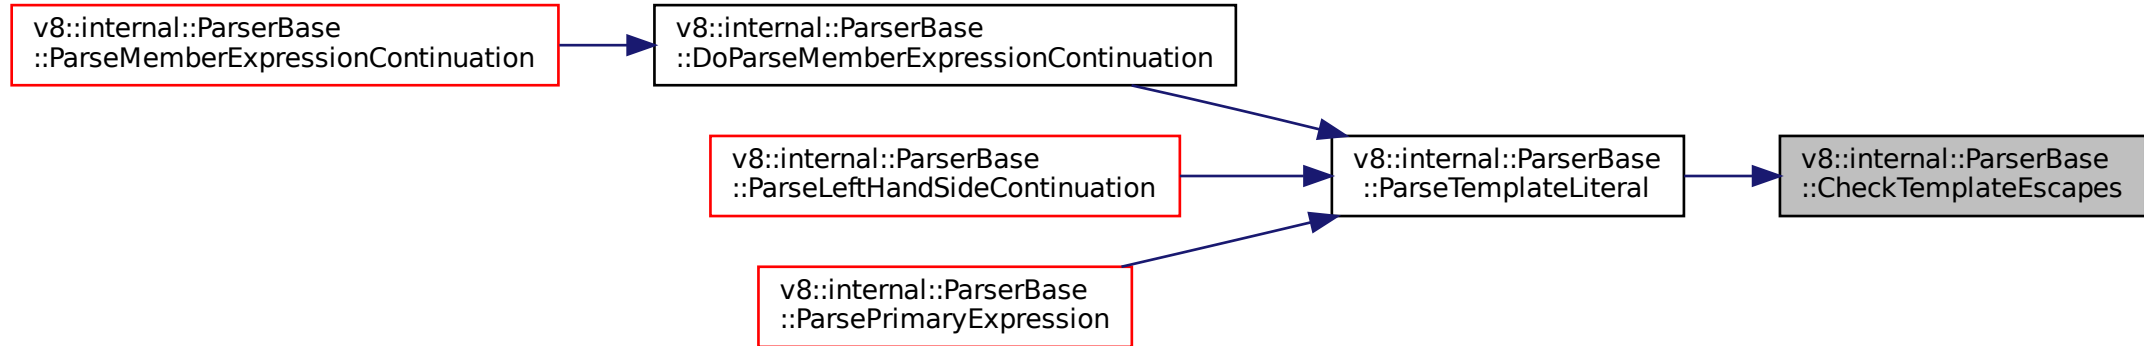 v8::internal::ParserBase
::ParseMemberExpressionContinuation
v8::internal::ParserBase
::DoParseMemberExpressionContinuation
v8::internal::ParserBase
::ParseLeftHandSideContinuation
v8::internal::ParserBase
::ParseTemplateLiteral
v8::internal::ParserBase
::CheckTemplateEscapes
v8::internal::ParserBase
::ParsePrimaryExpression